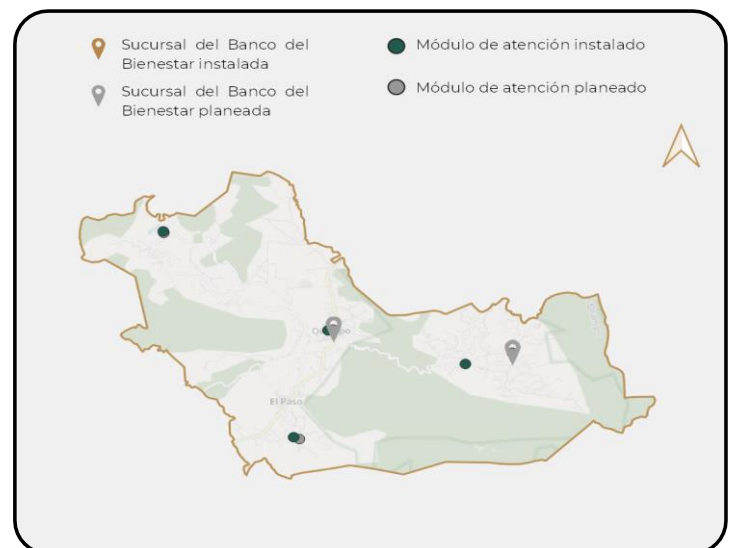 Sucursal del Banco del
Bienestar instalada
Sucursal del Banco del
Bienestar planeada
Módulo de atención instalado
Módulo de atención planeado
El Paso